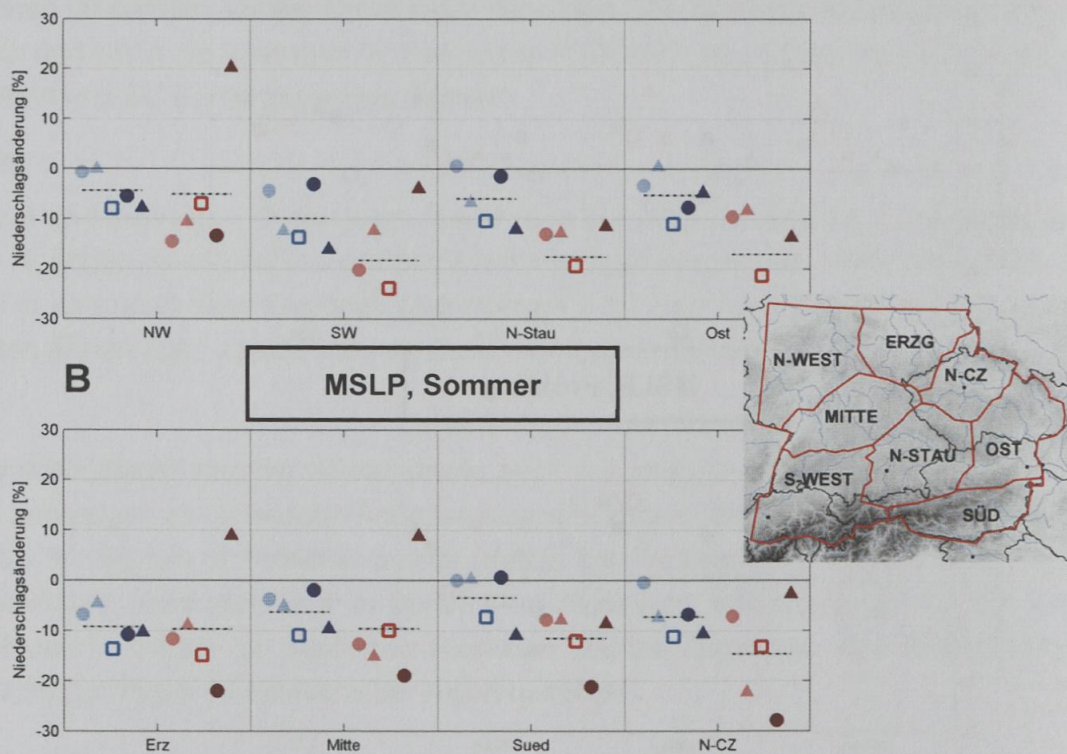 30
20
10
0
-10
-20
-30
Niederschlagsänderung [%]
NW
SW
N-Stau
Ost
B
MSLP, Sommer
30
20
10
0
-10
-20
-30
Niederschlagsänderung [%]
Erz
Mitte
Sued
N-CZ
N-WEST
ERZG
N-CZ
MITTE
N-STAU
OST
S-WEST
SÜD